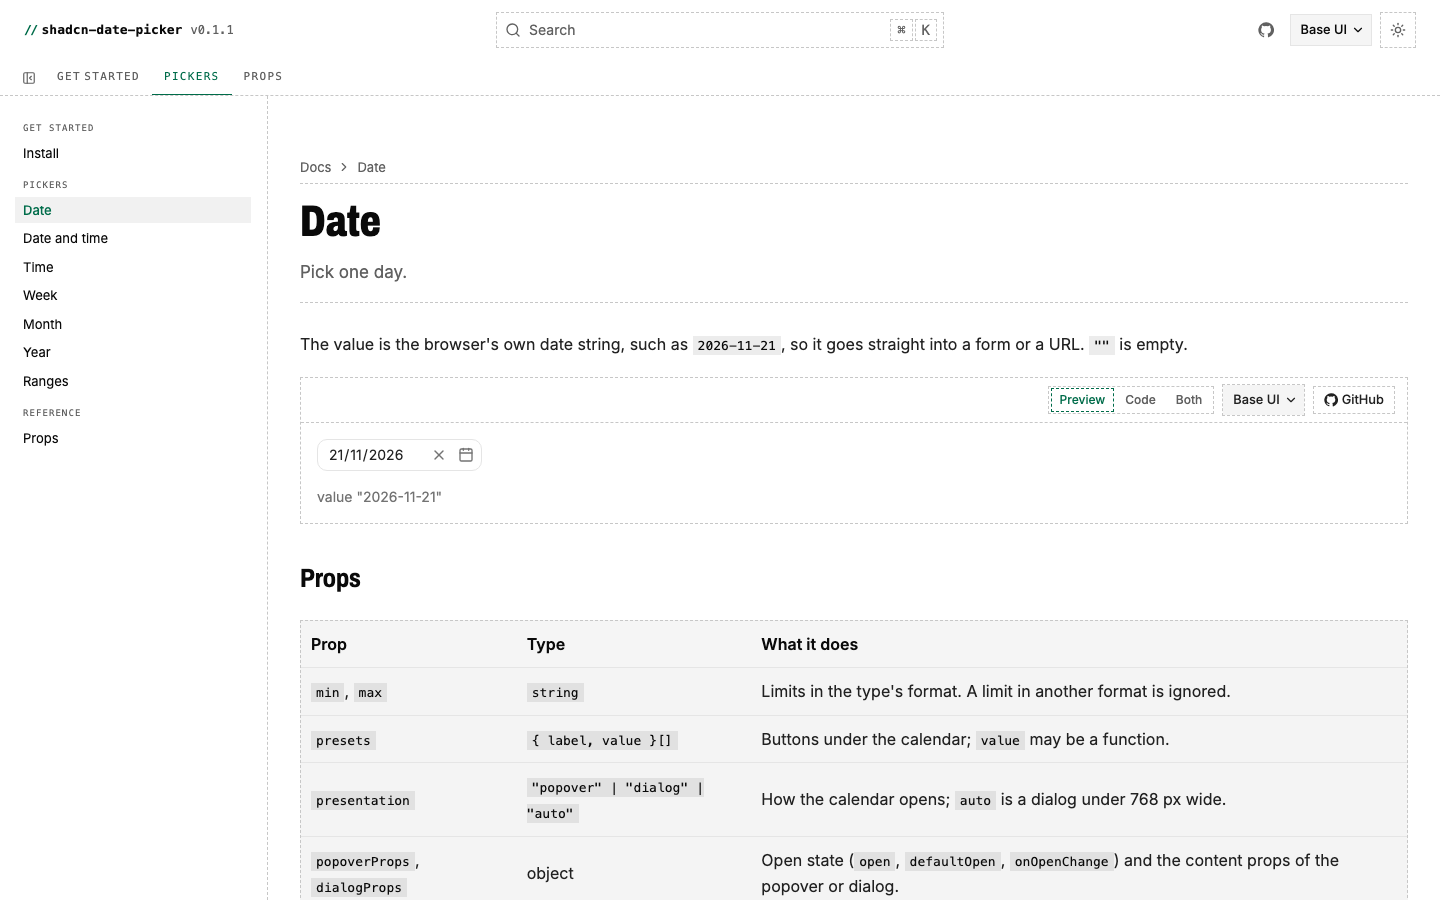 // shadcn-date-picker v0.1.1
Search
⌘ K
Base UI
GET STARTED
PICKERS
PROPS
GET STARTED
Install
PICKERS
Date
Date and time
Time
Week
Month
Year
Ranges
REFERENCE
Props
Docs > Date
Date
Pick one day.
The value is the browser's own date string, such as 2026-11-21, so it goes straight into a form or a URL. "" is empty.
Preview Code Both Base UI GitHub
21/11/2026
value "2026-11-21"
Props
Prop Type What it does
min, max string Limits in the type's format. A limit in another format is ignored.
presets { label, value }[] Buttons under the calendar; value may be a function.
presentation "popover" | "dialog" | "auto" How the calendar opens; auto is a dialog under 768 px wide.
popoverProps, dialogProps object Open state (open, defaultOpen, onOpenChange) and the content props of the popover or dialog.